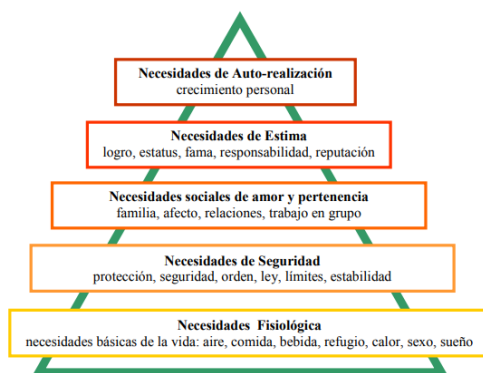 Necesidades de Auto-realización
crecimiento personal
Necesidades de Estima
logro, estatus, fama, responsabilidad, reputación
Necesidades sociales de amor y pertenencia
familia, afecto, relaciones, trabajo en grupo
Necesidades de Seguridad
protección, seguridad, orden, ley, límites, estabilidad
Necesidades Fisiológica
necesidades básicas de la vida: aire, comida, bebida, refugio, calor, sexo, sueño